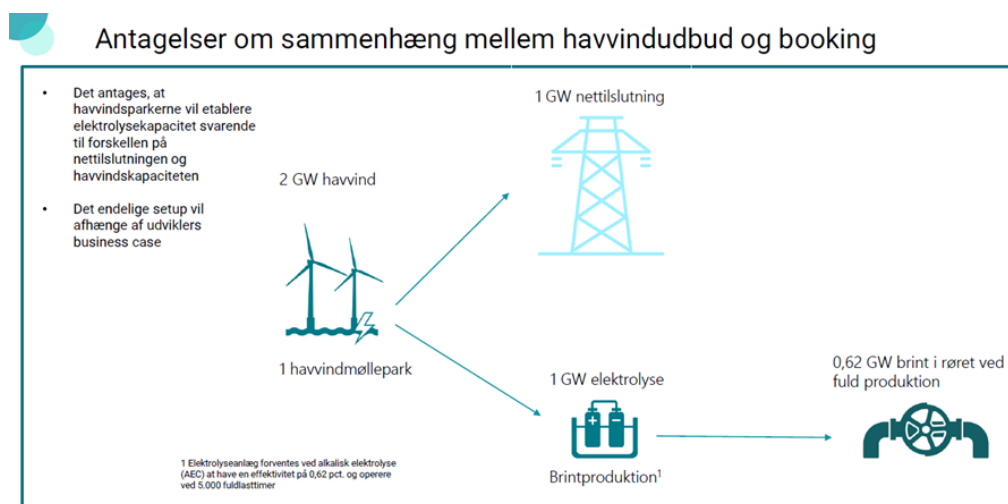 Antagelser om sammenhæng mellem havvindudbud og booking
• Det antages, at
havvindsparkerne vil etablere
elektrolysekapacitet svarende
til forskellen på
nettilslutningen og
havvindskapaciteten
• Det endelige setup vil
afhænge af udviklers
business case
2 GW havvind
1 havvindmøllepark
1 GW nettilslutning
1 GW elektrolyse
Brintproduktion¹
0,62 GW brint i røret ved
fuld produktion
1 Elektrolyseanlæg forventes ved alkalisk elektrolyse
(AEC) at have en effektivitet på 0,62 pct. og operere
ved 5.000 fuldlasttimer